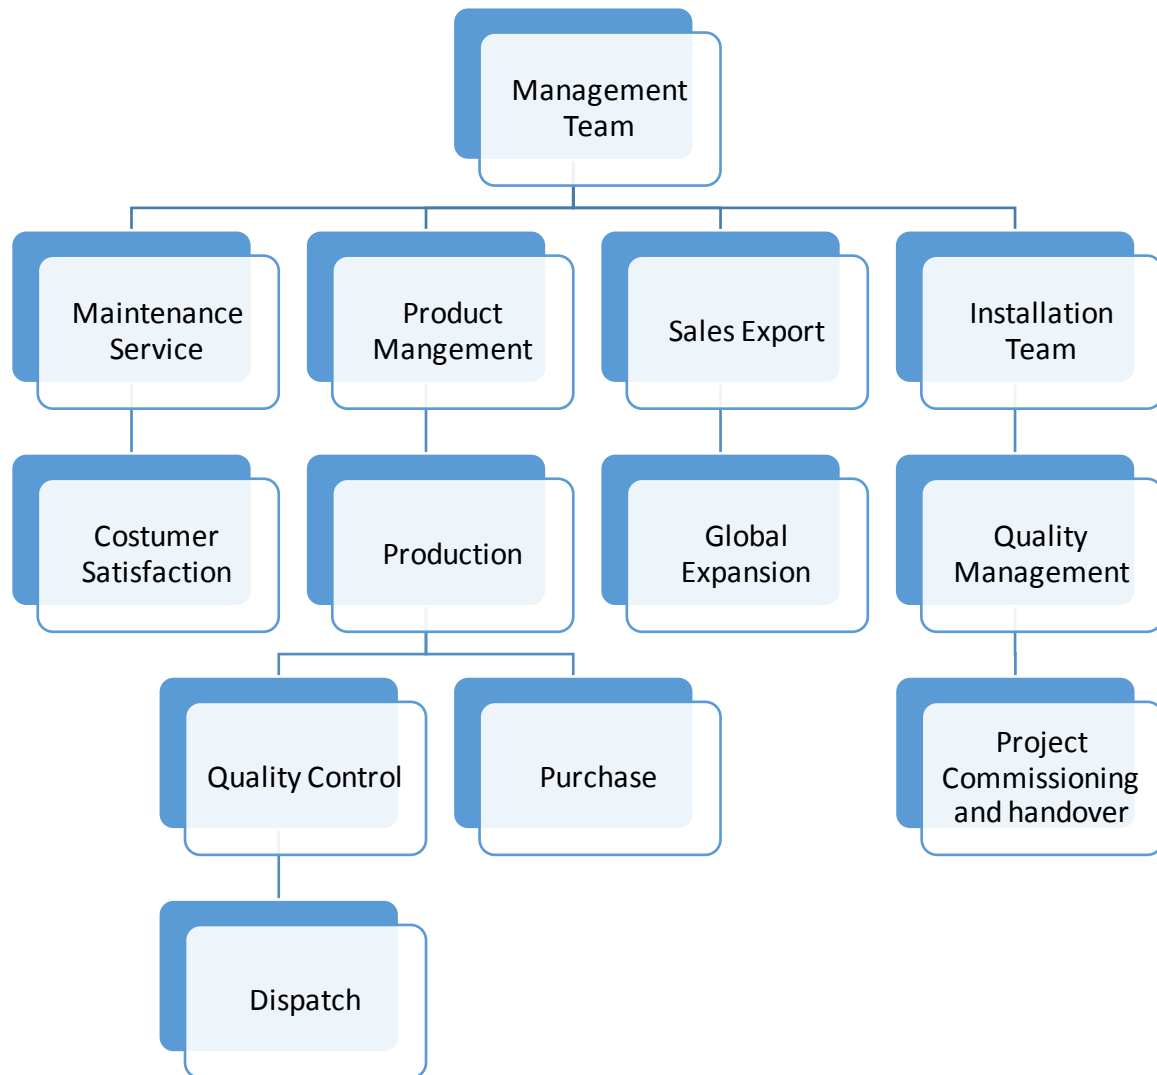 Management
Team
Maintenance
Service
Product
Mangement
Sales Export
Installation
Team
Costumer
Satisfaction
Production
Global
Expansion
Quality
Management
Quality Control
Purchase
Project
Commissioning
and handover
Dispatch